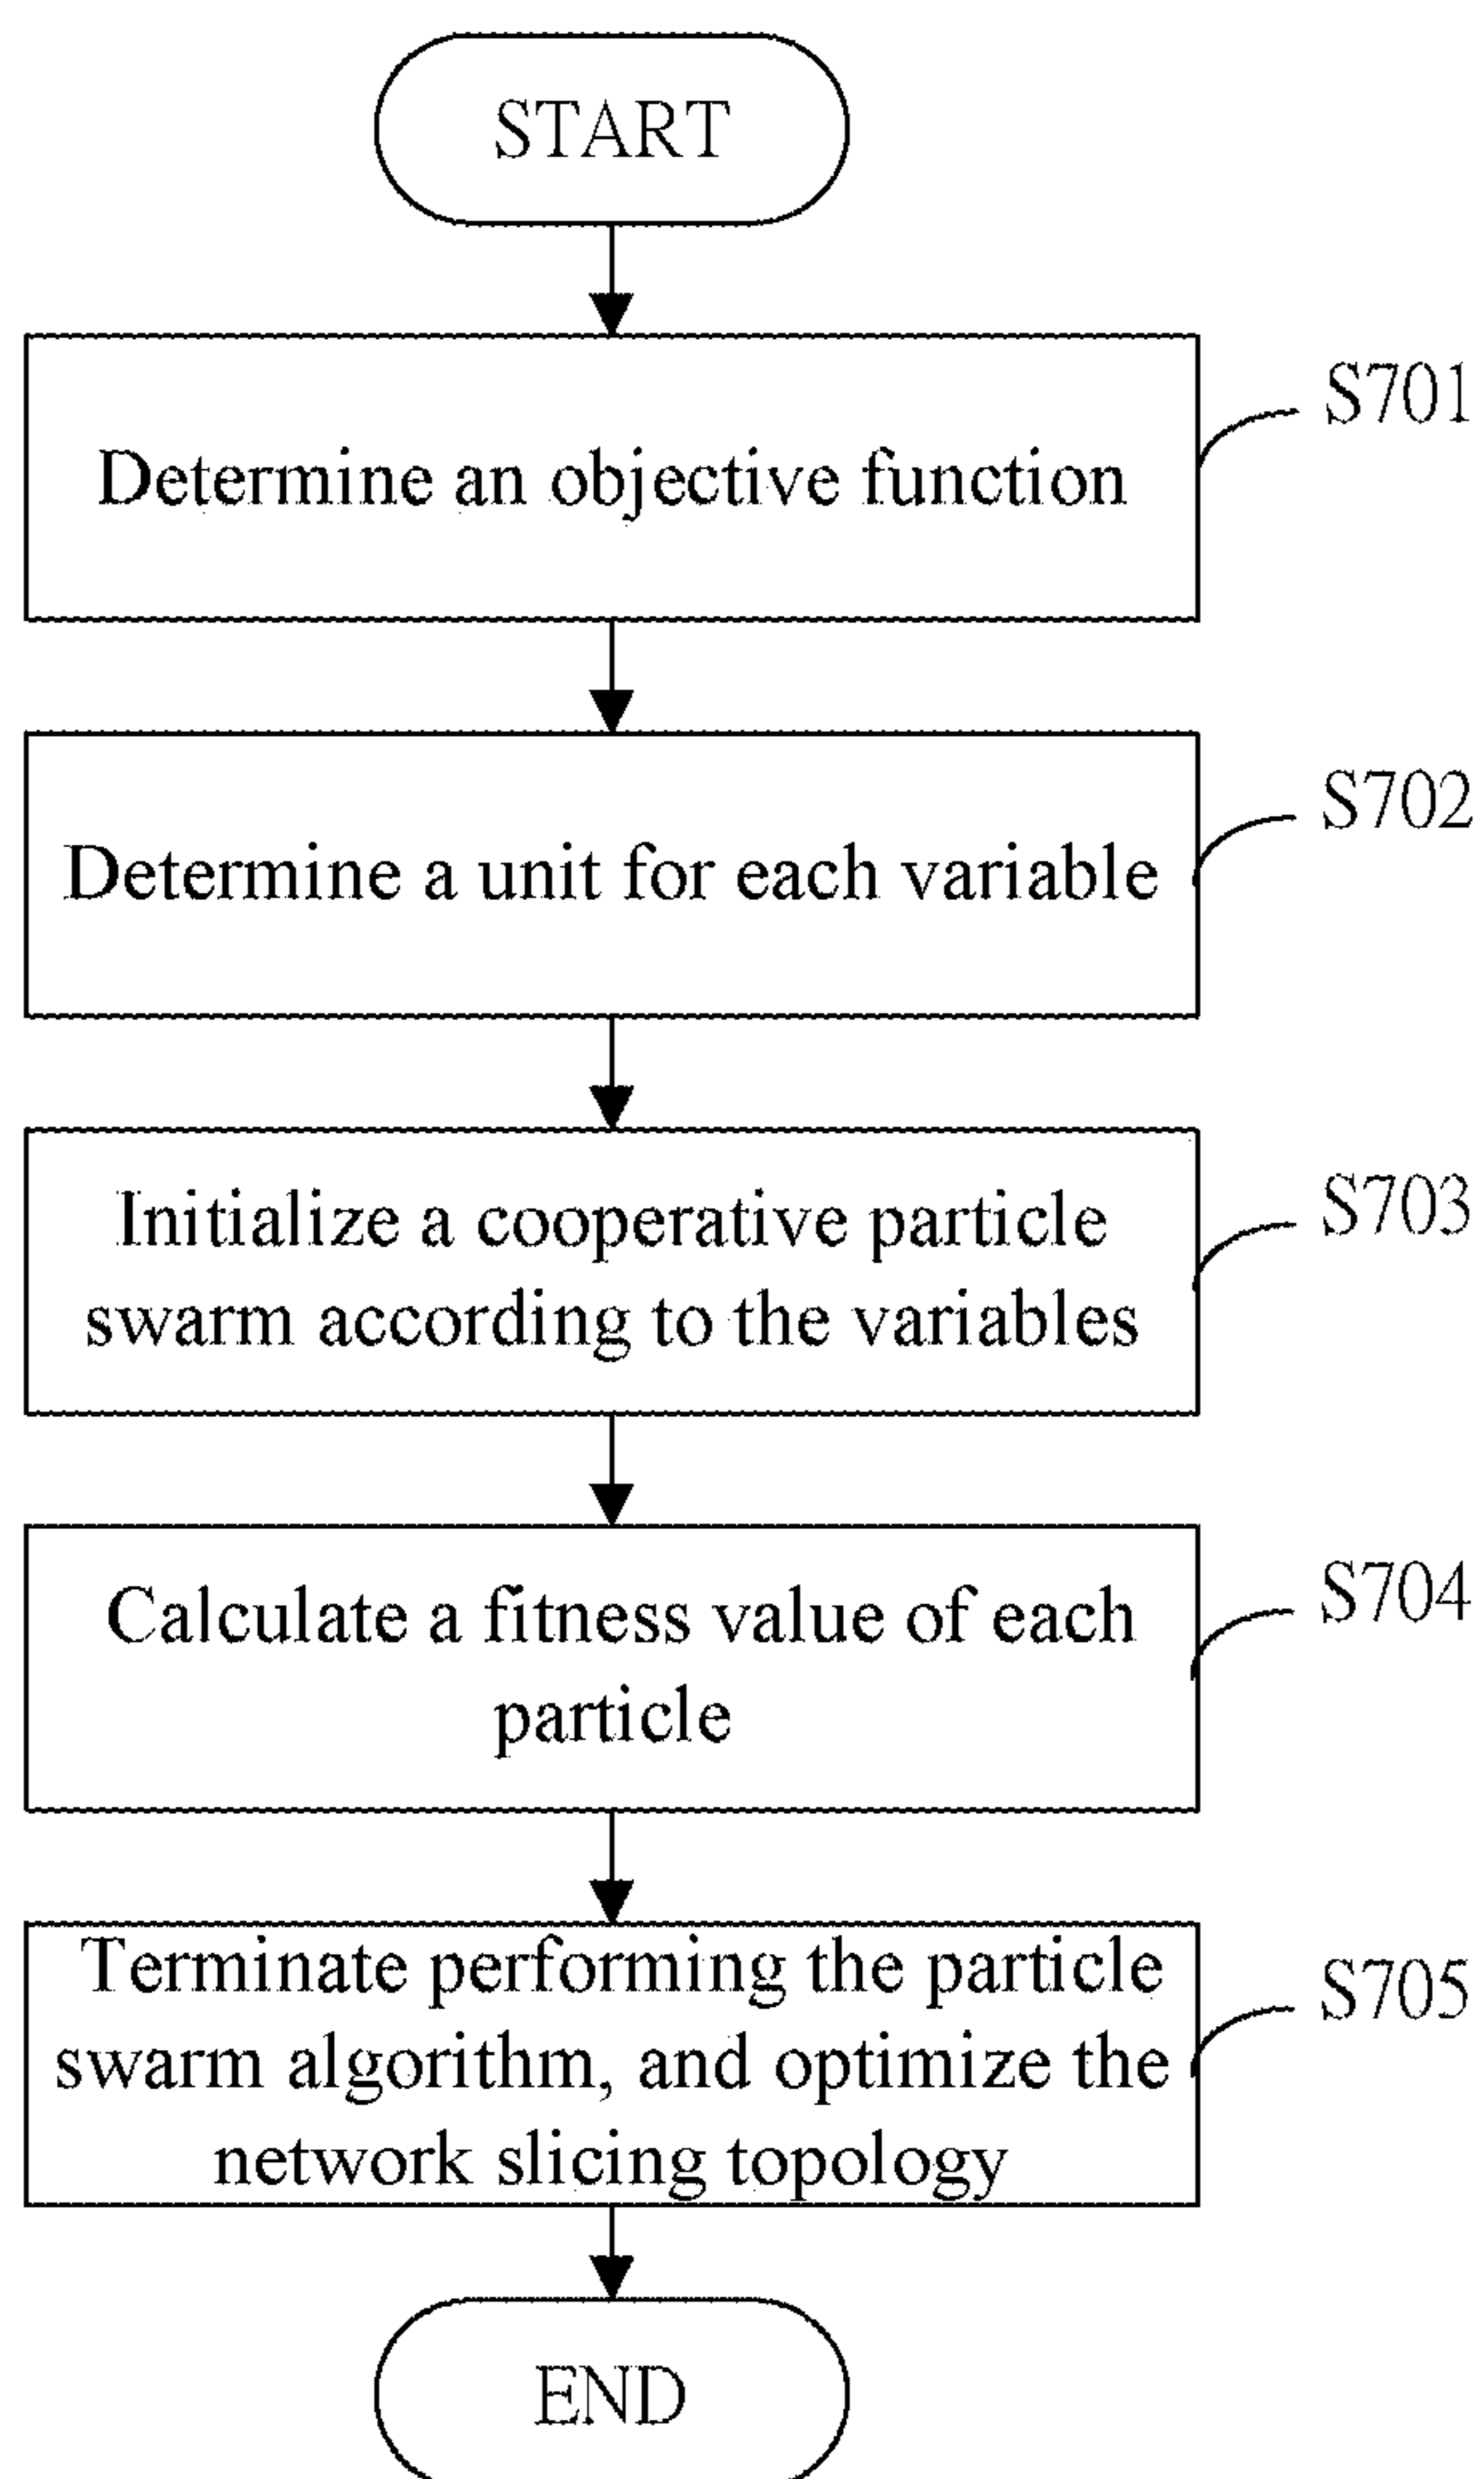 START
S701
Determine an objective function
S702
Determine a unit for each variable
S703
Initialize a cooperative particle
swarm according to the variables
S704
Calculate a fitness value of each
particle
S705
Terminate performing the particle
swarm algorithm, and optimize the
network slicing topology
END